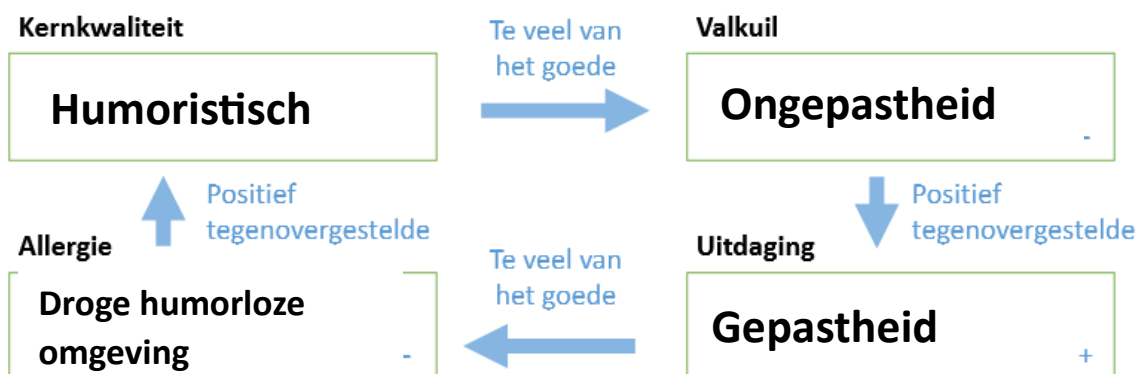 Kernkwaliteit
Te veel van
het goede
Valkuil
Humoristisch
Ongepastheid
-
Positief
tegenovergestelde
Positief
tegenovergestelde
Allergie
Te veel van
het goede
Uitdaging
Droge humorloze
omgeving
-
Gepastheid
+